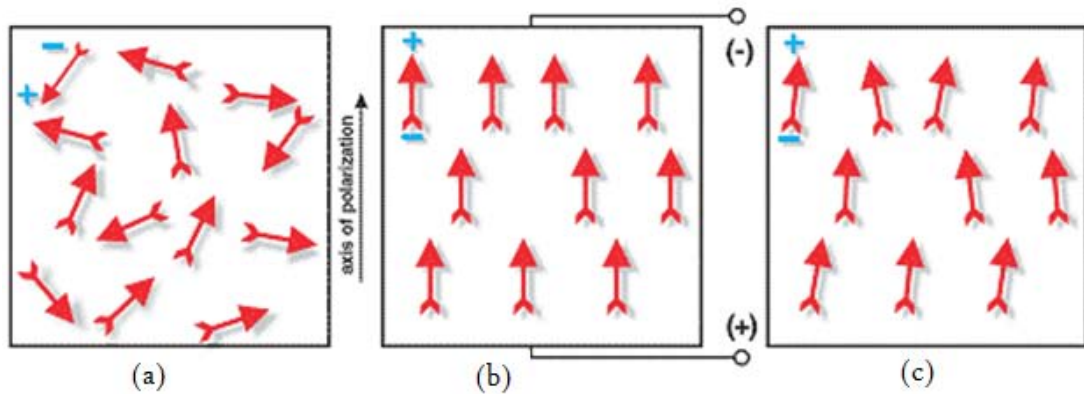 −
+
axis of polarization
+
−
(-)
(+)
+
−
(a)
(b)
(c)